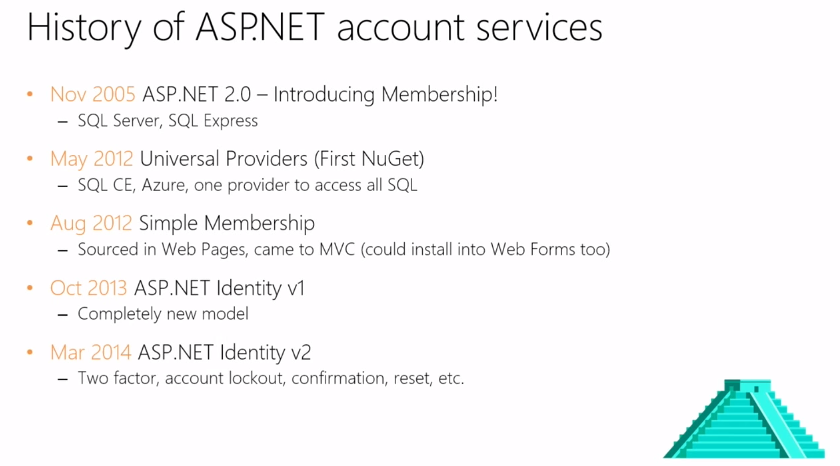 History of ASP.NET account services
• Nov 2005 ASP.NET 2.0 – Introducing Membership!
– SQL Server, SQL Express
• May 2012 Universal Providers (First NuGet)
– SQL CE, Azure, one provider to access all SQL
• Aug 2012 Simple Membership
– Sourced in Web Pages, came to MVC (could install into Web Forms too)
• Oct 2013 ASP.NET Identity v1
– Completely new model
• Mar 2014 ASP.NET Identity v2
– Two factor, account lockout, confirmation, reset, etc.